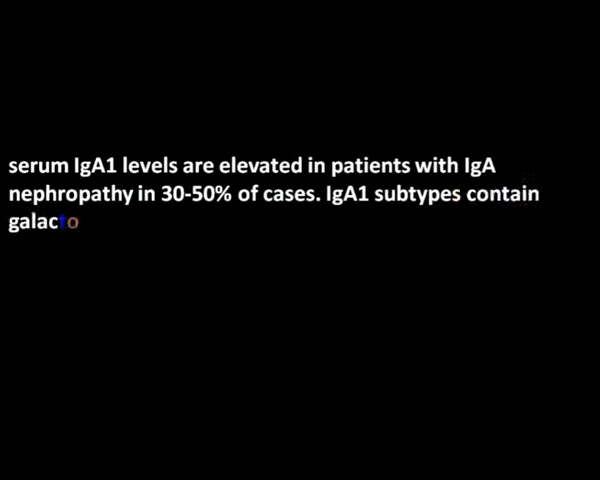 serum IgA1 levels are elevated in patients with IgA
nephropathy in 30-50% of cases. IgA1 subtypes contain
galacto